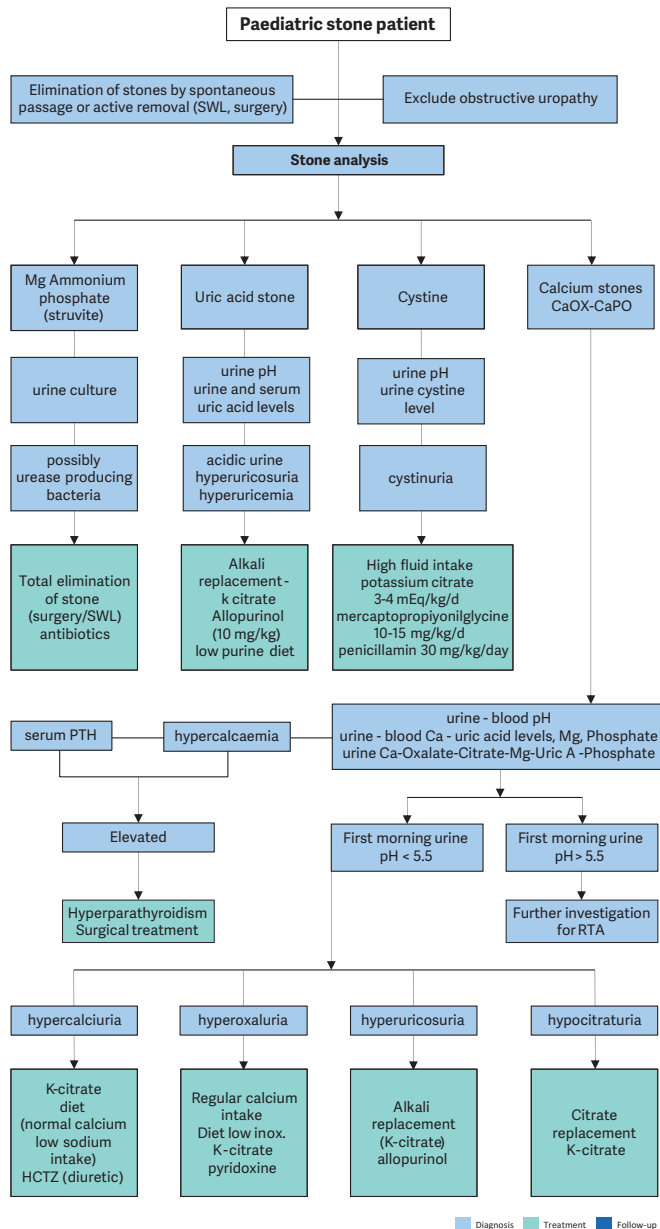 Paediatric stone patient
Elimination of stones by spontaneous
passage or active removal (SWL, surgery)
Exclude obstructive uropathy
Stone analysis
Mg Ammonium
phosphate
(struvite)
Uric acid stone
Cystine
Calcium stones
CaOX-CaPO
urine culture
urine pH
urine and serum
uric acid levels
urine pH
urine cystine
level
possibly
urease producing
bacteria
acidic urine
hyperuricosuria
hyperuricemia
cystinuria
Total elimination
of stone
(surgery/SWL)
antibiotics
Alkali
replacement-
k citrate
Allopurinol
(10 mg/kg)
low purine diet
High fluid intake
potassium citrate
3-4 mEq/kg/d
mercaptopropiyonilglycine
10-15 mg/kg/d
penicillamin 30 mg/kg/day
serum PTH
hypercalcaemia
urine - blood pH
urine - blood Ca - uric acid levels, Mg, Phosphate
urine Ca-Oxalate-Citrate-Mg-Uric A -Phosphate
Elevated
First morning urine
pH < 5.5
First morning urine
pH> 5.5
Hyperparathyroidism
Surgical treatment
Further investigation
for RTA
hypercalciuria
hyperoxaluria
hyperuricosuria
hypocitraturia
K-citrate
diet
(normal calcium
low sodium
intake)
HCTZ (diuretic)
Regular calcium
intake
Diet low inox.
K-citrate
pyridoxine
Alkali
replacement
(K-citrate)
allopurinol
Citrate
replacement
K-citrate
Diagnosis
Treatment
Follow-up